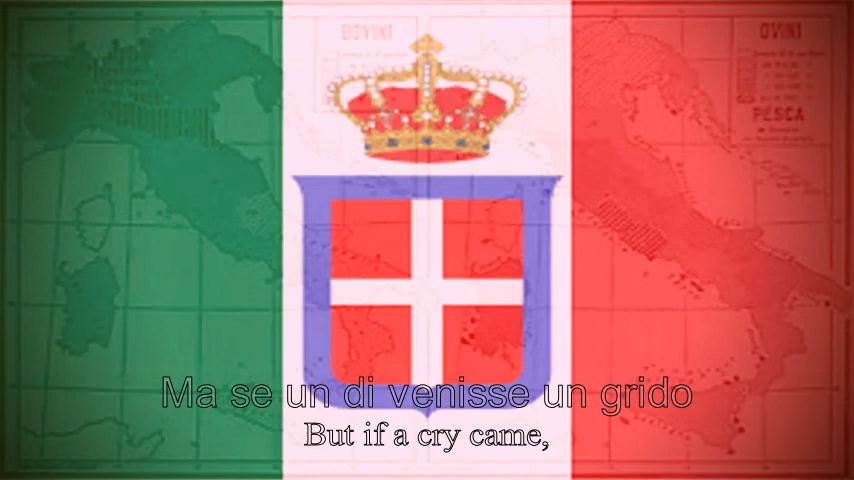 BOVINI
OVINI
PESCA
Ma se un di venisse un grido
But if a cry came,